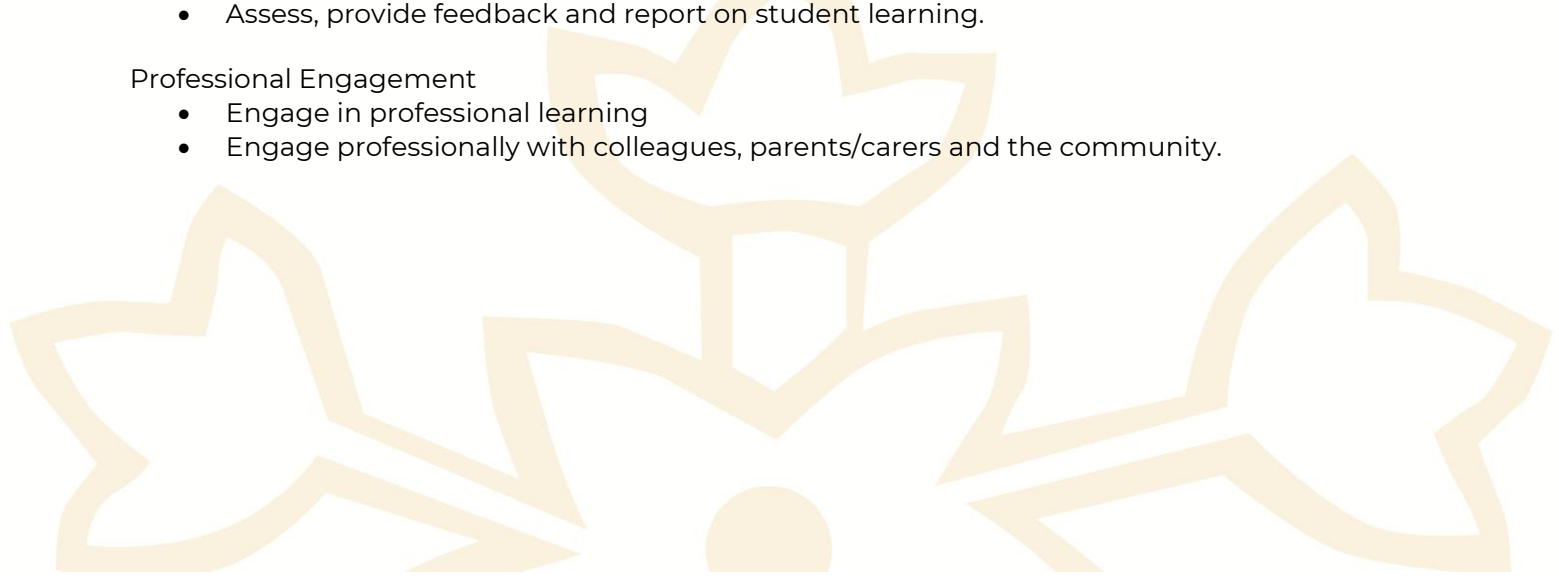 • Assess, provide feedback and report on student learning.
Professional Engagement
• Engage in professional learning
• Engage professionally with colleagues, parents/carers and the community.